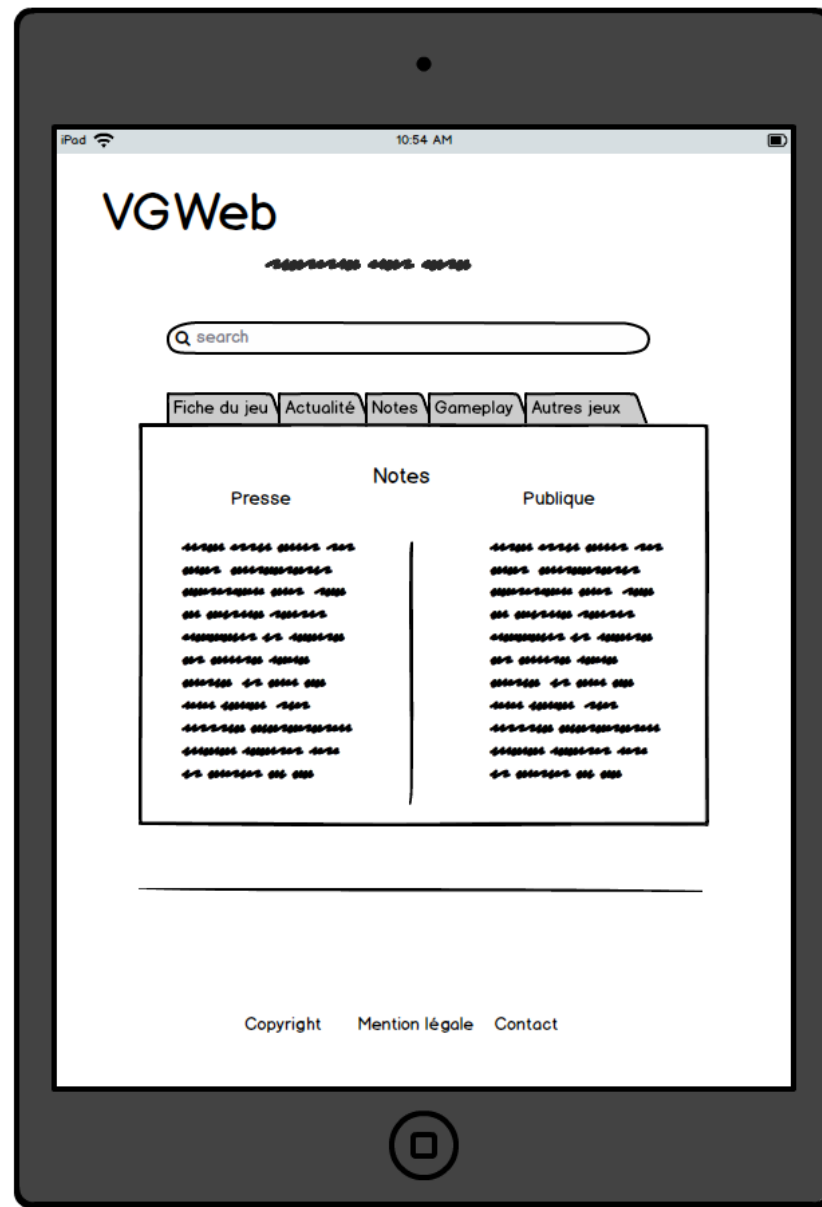 iPad 10:54 AM
VGWeb
search
Fiche du jeu Actualité Notes Gameplay Autres jeux
Notes
Presse Publique
Copyright Mention légale Contact